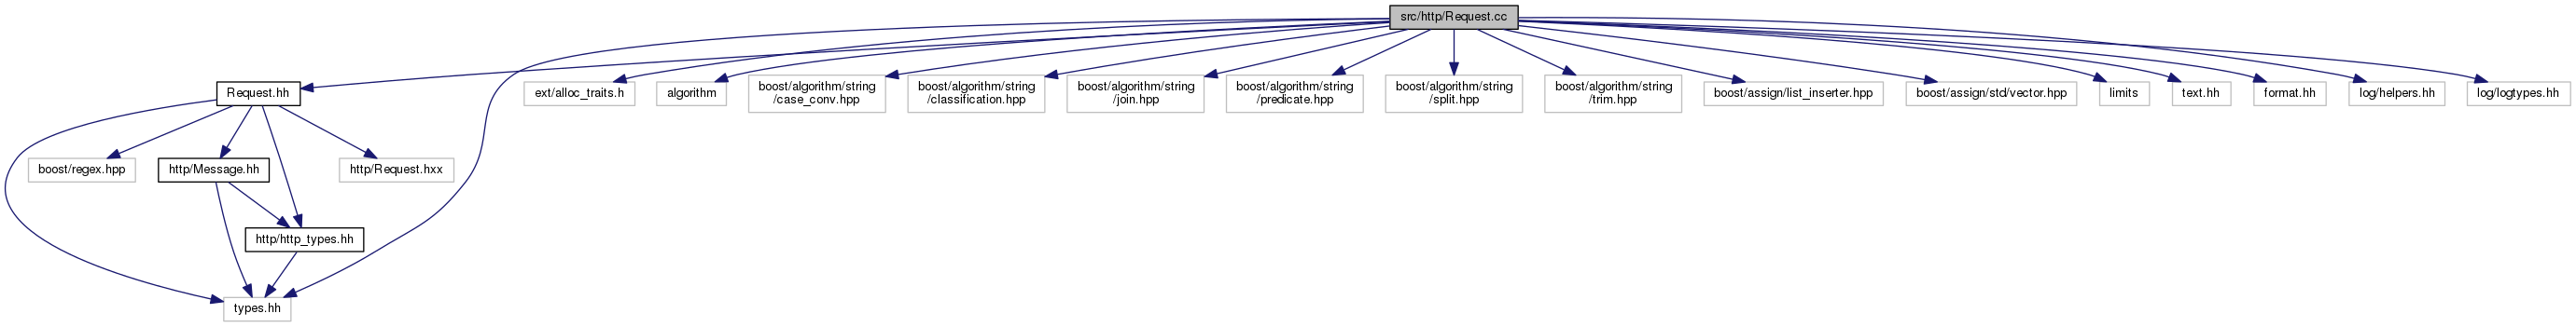 src/http/Request.cc
Request.hh
ext/alloc_traits.h
algorithm
boost/algorithm/string
/case_conv.hpp
boost/algorithm/string
/classification.hpp
boost/algorithm/string
/join.hpp
boost/algorithm/string
/predicate.hpp
boost/algorithm/string
/split.hpp
boost/algorithm/string
/trim.hpp
boost/assign/list_inserter.hpp
boost/assign/std/vector.hpp
limits
text.hh
format.hh
log/helpers.hh
log/logtypes.hh
boost/regex.hpp
http/Message.hh
http/Request.hxx
http/http_types.hh
types.hh